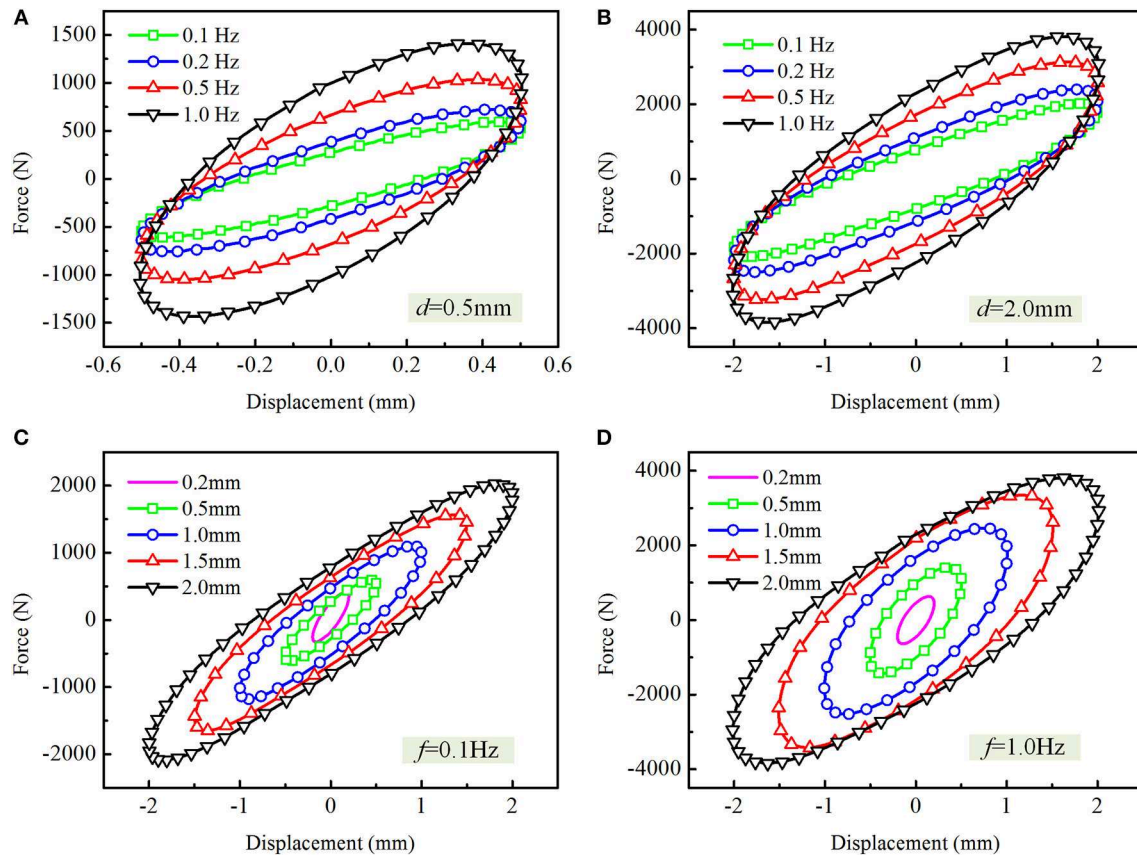 A
1500
1000
500
0
-500
-1000
-1500
Force (N)
0.1 Hz
0.2 Hz
0.5 Hz
1.0 Hz
d=0.5mm
-0.6 -0.4 -0.2 0.0 0.2 0.4 0.6
Displacement (mm)
B
4000
2000
0
-2000
-4000
Force (N)
0.1 Hz
0.2 Hz
0.5 Hz
1.0 Hz
d=2.0mm
-2 -1 0 1 2
Displacement (mm)
C
2000
1000
0
-1000
-2000
Force (N)
0.2mm
0.5mm
1.0mm
1.5mm
2.0mm
f=0.1Hz
-2 -1 0 1 2
Displacement (mm)
D
4000
2000
0
-2000
-4000
Force (N)
0.2mm
0.5mm
1.0mm
1.5mm
2.0mm
f=1.0Hz
-2 -1 0 1 2
Displacement (mm)